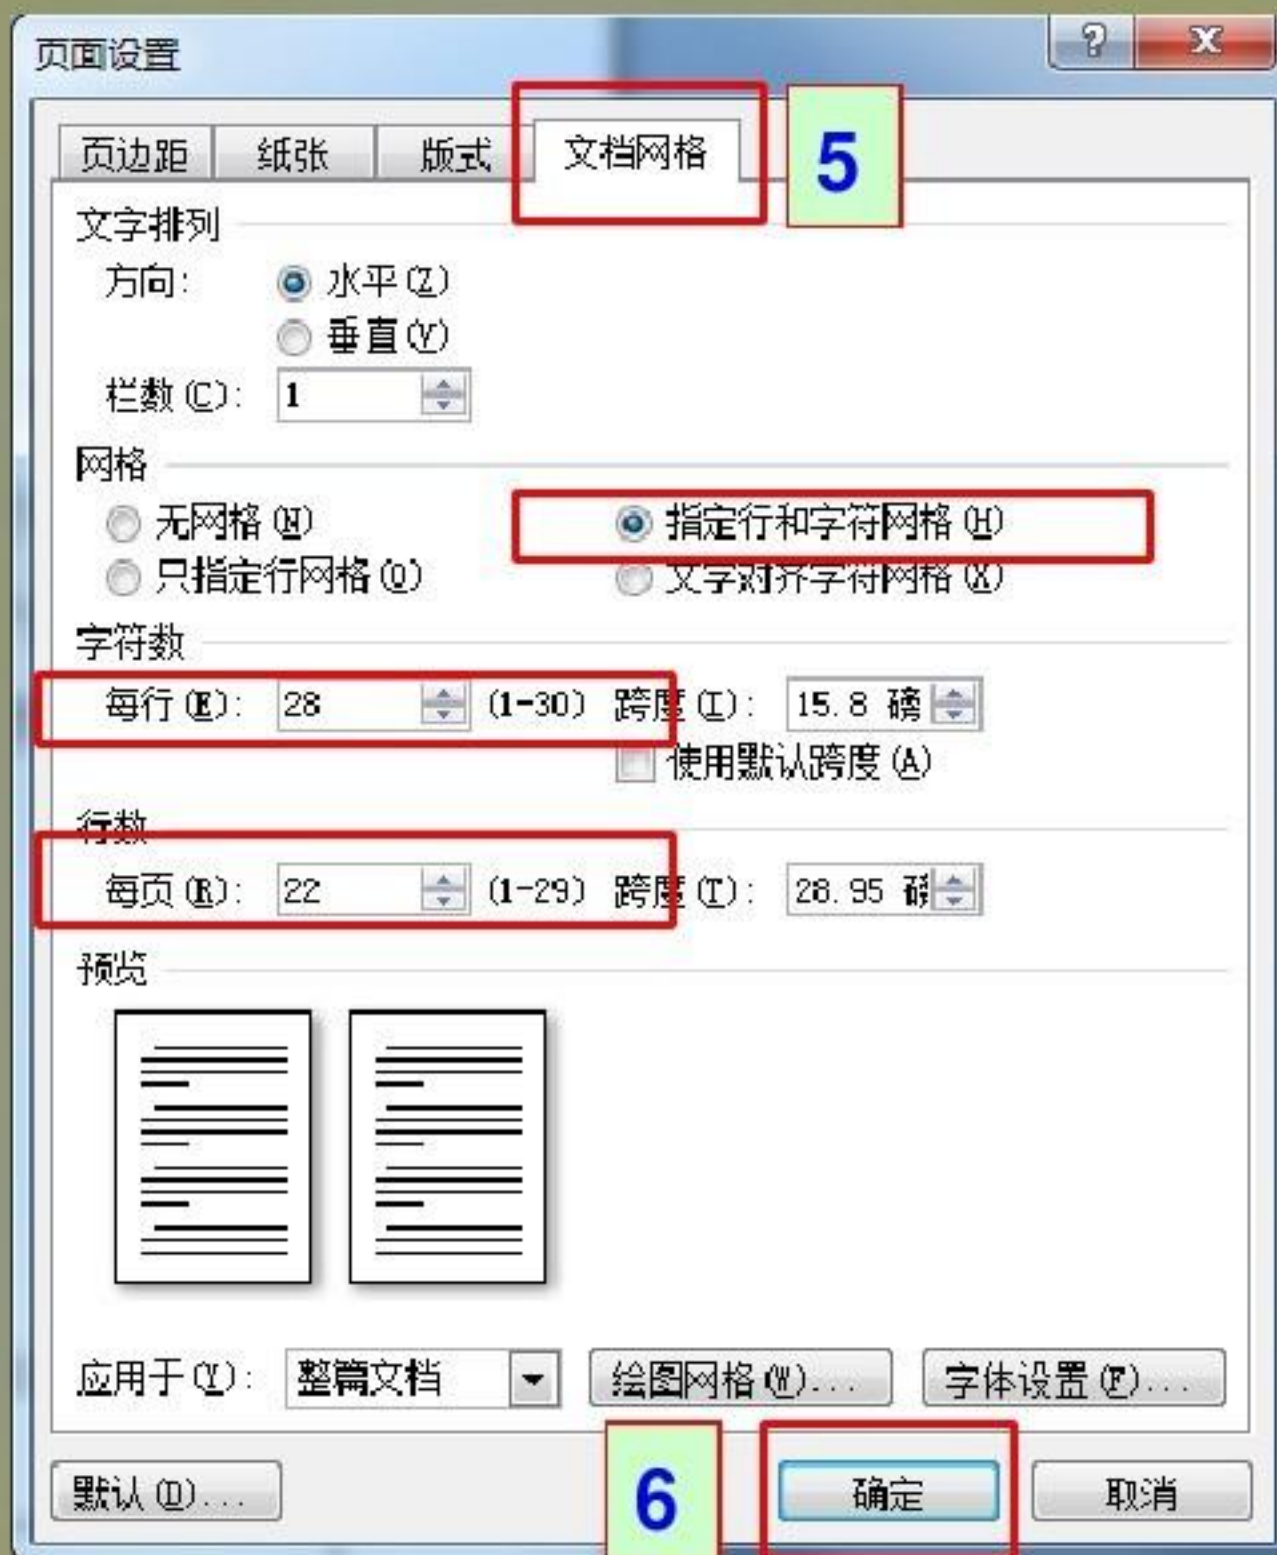 页面设置
页边距 纸张 版式 文档网格 5
文字排列
方向: 水平(Z)
垂直(V)
栏数(C): 1
网格
无网格(N) 指定行和字符网格(H)
只指定行网格(O) 文字对齐字符网格(X)
字符数
每行(E): 28 (1-30) 跨度(I): 15.8 磅
使用默认跨度(A)
行数
每页(R): 22 (1-29) 跨度(T): 28.95 磅
预览
应用于(Y): 整篇文档 绘图网格(W)... 字体设置(F)...
默认(D)... 6 确定 取消